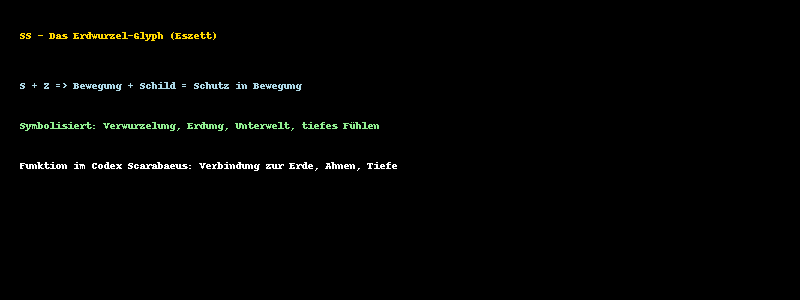 SS – Das Erdwurzel-Glyph (Eszett)
S + Z => Bewegung + Schild = Schutz in Bewegung
Symbolisiert: Verwurzelung, Erdung, Unterwelt, tiefes Fühlen
Funktion im Codex Scarabaeus: Verbindung zur Erde, Ahnen, Tiefe